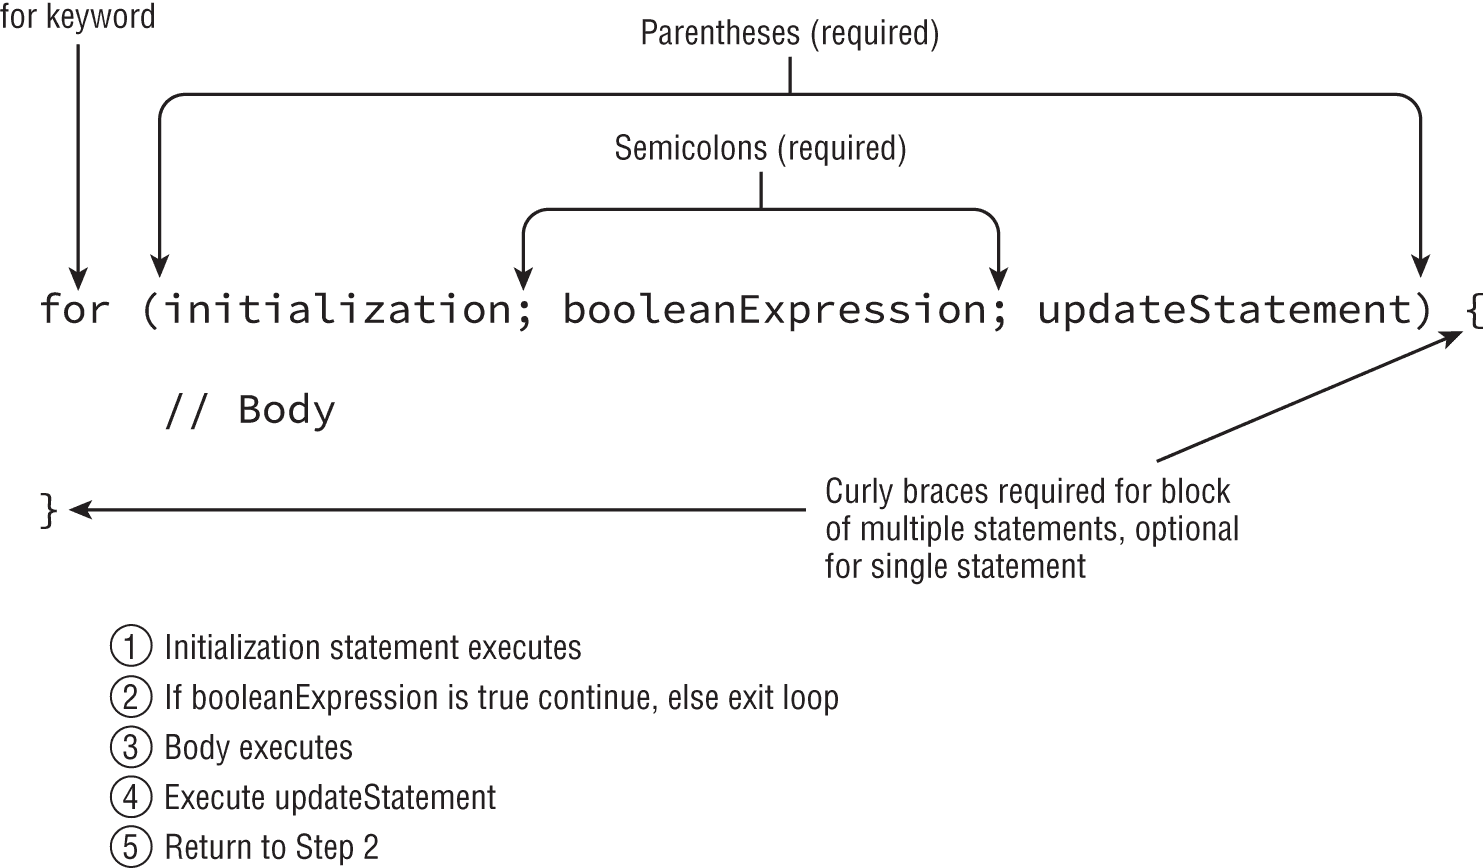 for keyword
Parentheses (required)
Semicolons (required)
for (initialization; booleanExpression; updateStatement) {
// Body
}
Curly braces required for block
of multiple statements, optional
for single statement
1 Initialization statement executes
2 If booleanExpression is true continue, else exit loop
3 Body executes
4 Execute updateStatement
5 Return to Step 2